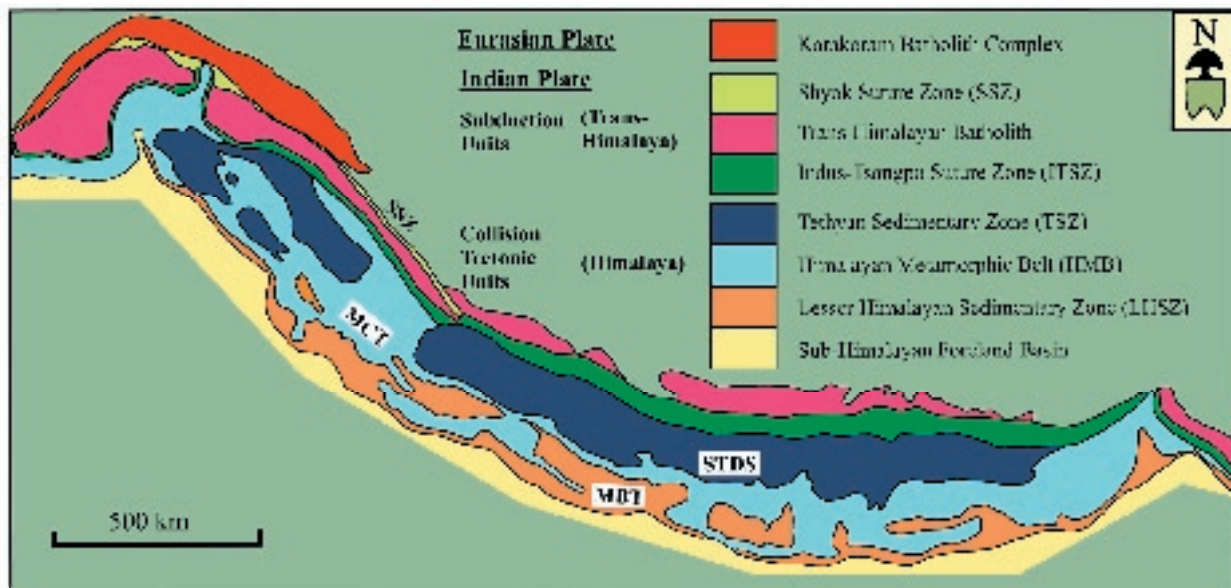 Eurasian Plate
Karakoram Batholith Complex
N
Indian Plate
Shyok Suture Zone (SSZ)
Subduction (Trans-
Units Himalaya)
Trans Himalayan Batholith
Indus-Tsangpa Suture Zone (ITSZ)
Tethyan Sedimentary Zone (TSZ)
Collision
Tectonic (Himalaya)
Units
Himalayan Metamorphic Belt (HMB)
Lesser Himalayan Sedimentary Zone (LHSZ)
Sub-Himalayan Foreland Basin
MCT
STDS
MBT
500 km